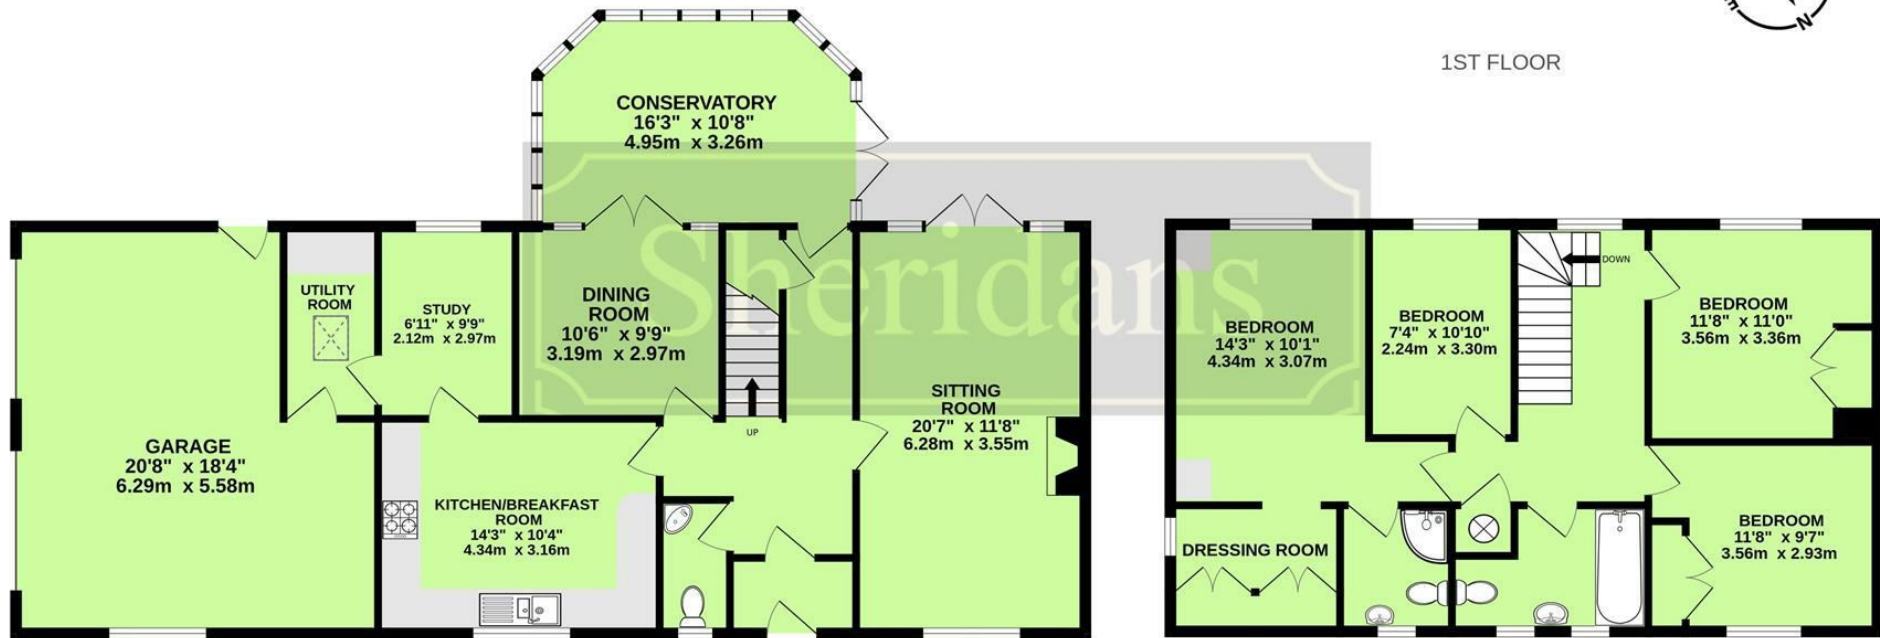 E
N
1ST FLOOR
CONSERVATORY
16'3" x 10'8"
4.95m x 3.26m
Sheridans
GARAGE
20'8" x 18'4"
6.29m x 5.58m
UTILITY
ROOM
STUDY
6'11" x 9'9"
2.12m x 2.97m
DINING
ROOM
10'6" x 9'9"
3.19m x 2.97m
UP
KITCHEN/BREAKFAST
ROOM
14'3" x 10'4"
4.34m x 3.16m
SITTING
ROOM
20'7" x 11'8"
6.28m x 3.55m
BEDROOM
14'3" x 10'1"
4.34m x 3.07m
BEDROOM
7'4" x 10'10"
2.24m x 3.30m
DOWN
BEDROOM
11'8" x 11'0"
3.56m x 3.36m
DRESSING ROOM
BEDROOM
11'8" x 9'7"
3.56m x 2.93m